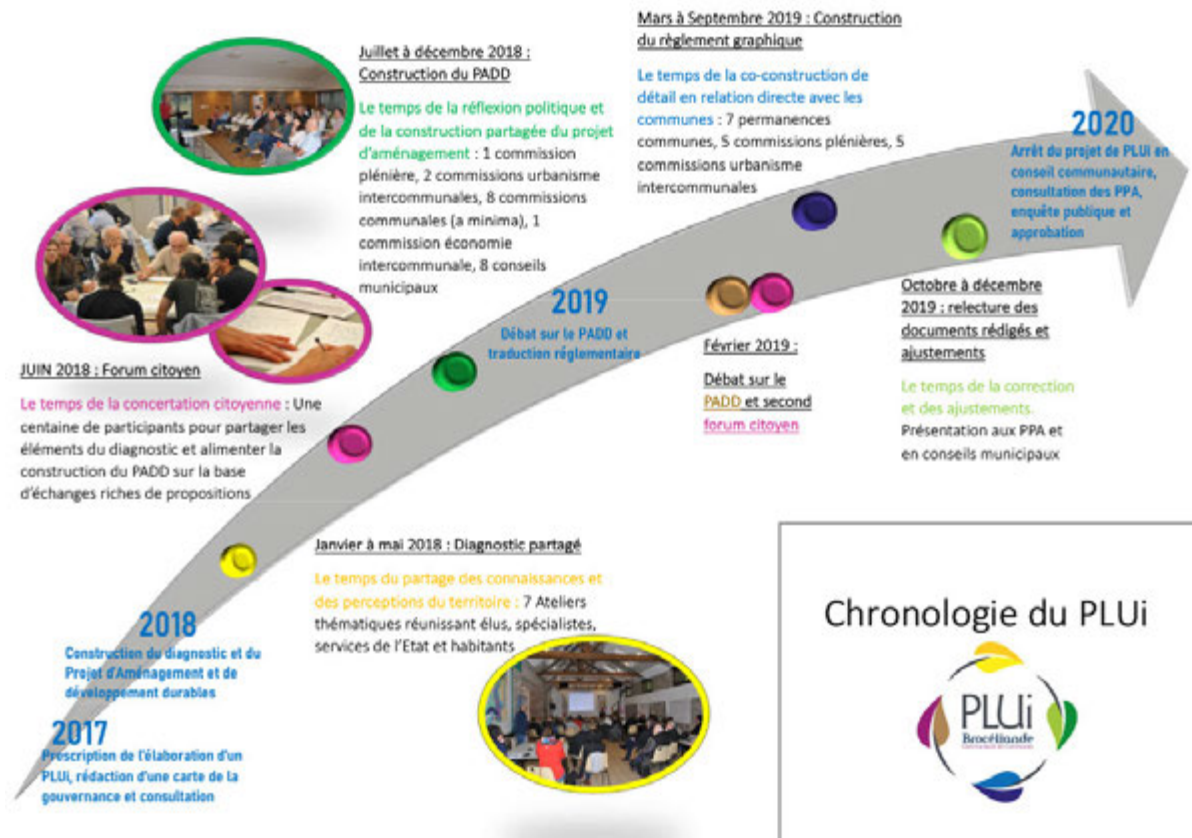 Mars à Septembre 2019 : Construction
du règlement graphique
Le temps de la co-construction de
détail en relation directe avec les
communes : 7 permanences
communes, 5 commissions plénières, 5
commissions urbanisme
intercommunales
Juillet à décembre 2018 :
Construction du PADD
Le temps de la réflexion politique et
de la construction partagée du projet
d'aménagement : 1 commission
plénière, 2 commissions urbanisme
intercommunales, 8 commissions
communales (a minima), 1
commission économie
intercommunale, 8 conseils
municipaux
2020
Arrêt du projet de PLUi en
conseil communautaire,
consultation des PPA,
enquête publique et
approbation
2019
Débat sur le PADD et
traduction réglementaire
Octobre à décembre
2019 : relecture des
documents rédigés et
ajustements
Le temps de la correction
et des ajustements.
Présentation aux PPA et
en conseils municipaux
Février 2019 :
Débat sur le
PADD et second
forum citoyen
JUIN 2018 : Forum citoyen
Le temps de la concertation citoyenne : Une
centaine de participants pour partager les
éléments du diagnostic et alimenter la
construction du PADD sur la base
d'échanges riches de propositions
Janvier à mai 2018 : Diagnostic partagé
Le temps du partage des connaissances et
des perceptions du territoire : 7 Ateliers
thématiques réunissant élus, spécialistes,
services de l'Etat et habitants
2018
Construction du diagnostic et du
Projet d'Aménagement et de
développement durables
2017
Prescription de l'élaboration d'un
PLUi, rédaction d'une carte de la
gouvernance et consultation
Chronologie du PLUi
PLUi
Brocéliande